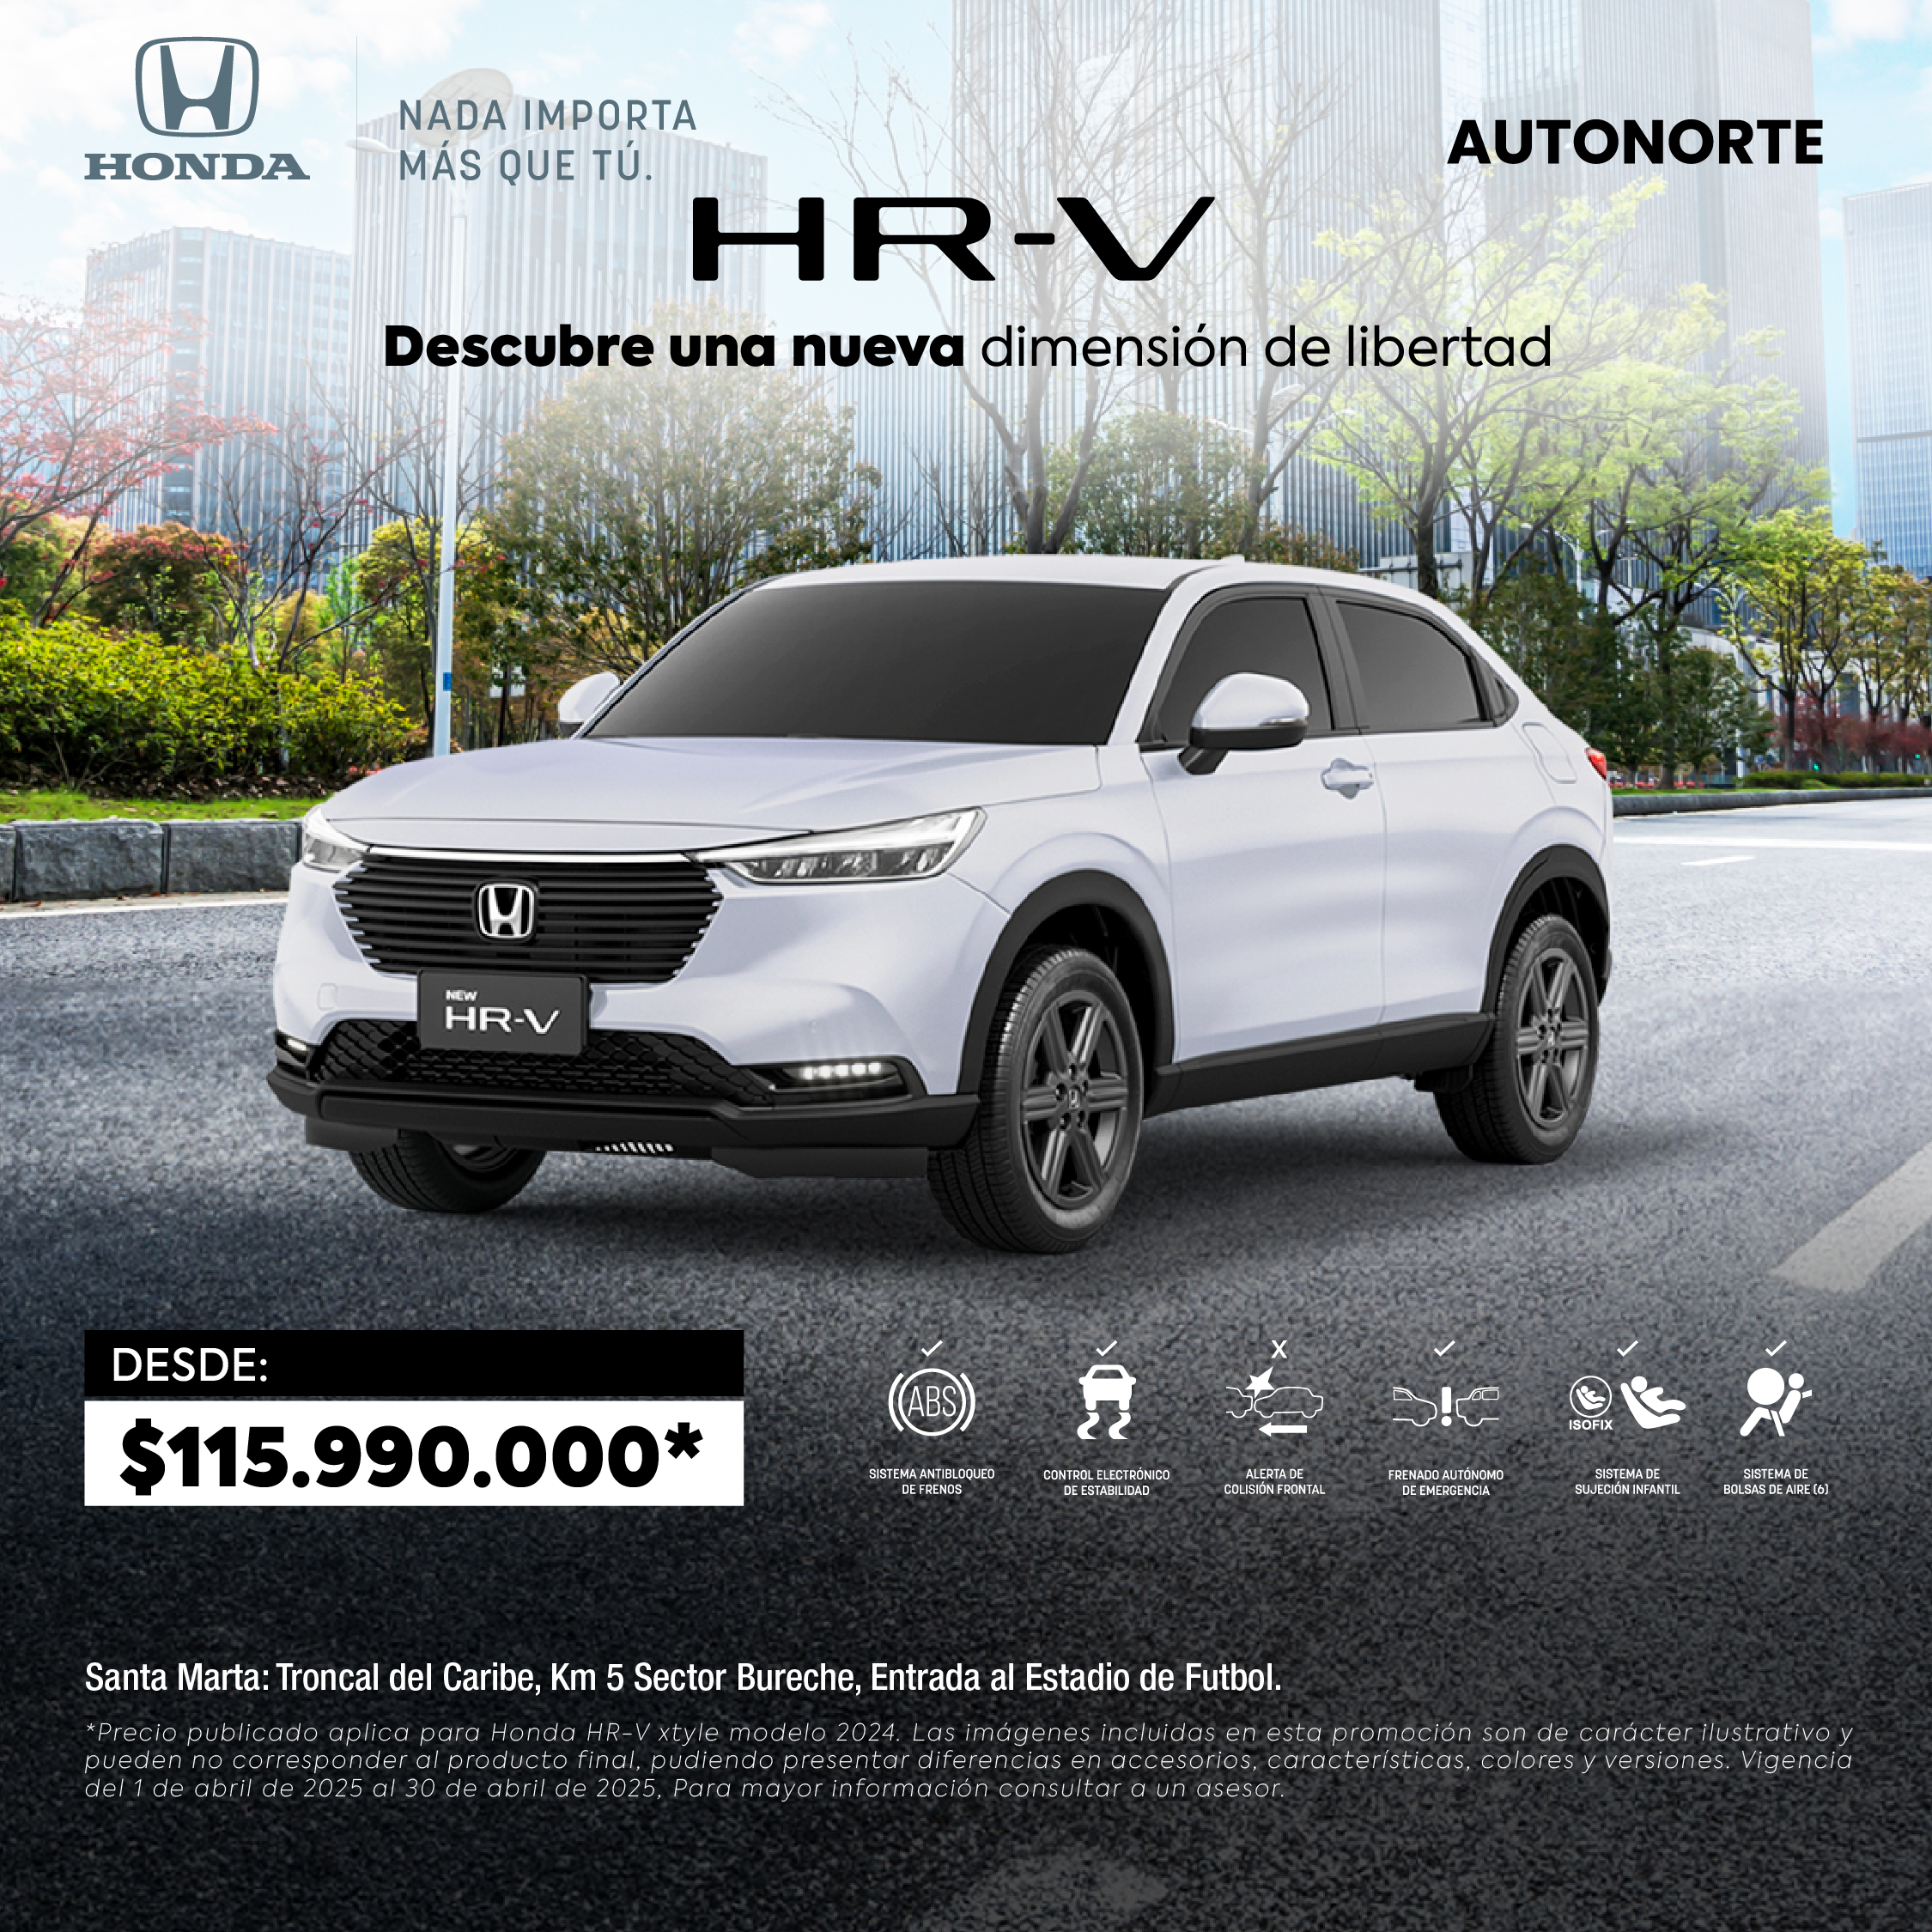 HONDA
NADA IMPORTA
MÁS QUE TÚ.
AUTONORTE
HR-V
Descubre una nueva dimensión de libertad
NEW
HR-V
DESDE:
$115.990.000*
ABS
SISTEMA ANTIBLOQUEO
DE FRENOS
CONTROL ELECTRÓNICO
DE ESTABILIDAD
X
ALERTA DE
COLISIÓN FRONTAL
!
FRENADO AUTÓNOMO
DE EMERGENCIA
ISOFIX
SISTEMA DE
SUJECIÓN INFANTIL
SISTEMA DE
BOLSAS DE AIRE (6)
Santa Marta: Troncal del Caribe, Km 5 Sector Bureche, Entrada al Estadio de Futbol.
*Precio publicado aplica para Honda HR-V xtyle modelo 2024. Las imágenes incluidas en esta promoción son de carácter ilustrativo y
pueden no corresponder al producto final, pudiendo presentar diferencias en accesorios, características, colores y versiones. Vigencia
del 1 de abril de 2025 al 30 de abril de 2025, Para mayor información consultar a un asesor.